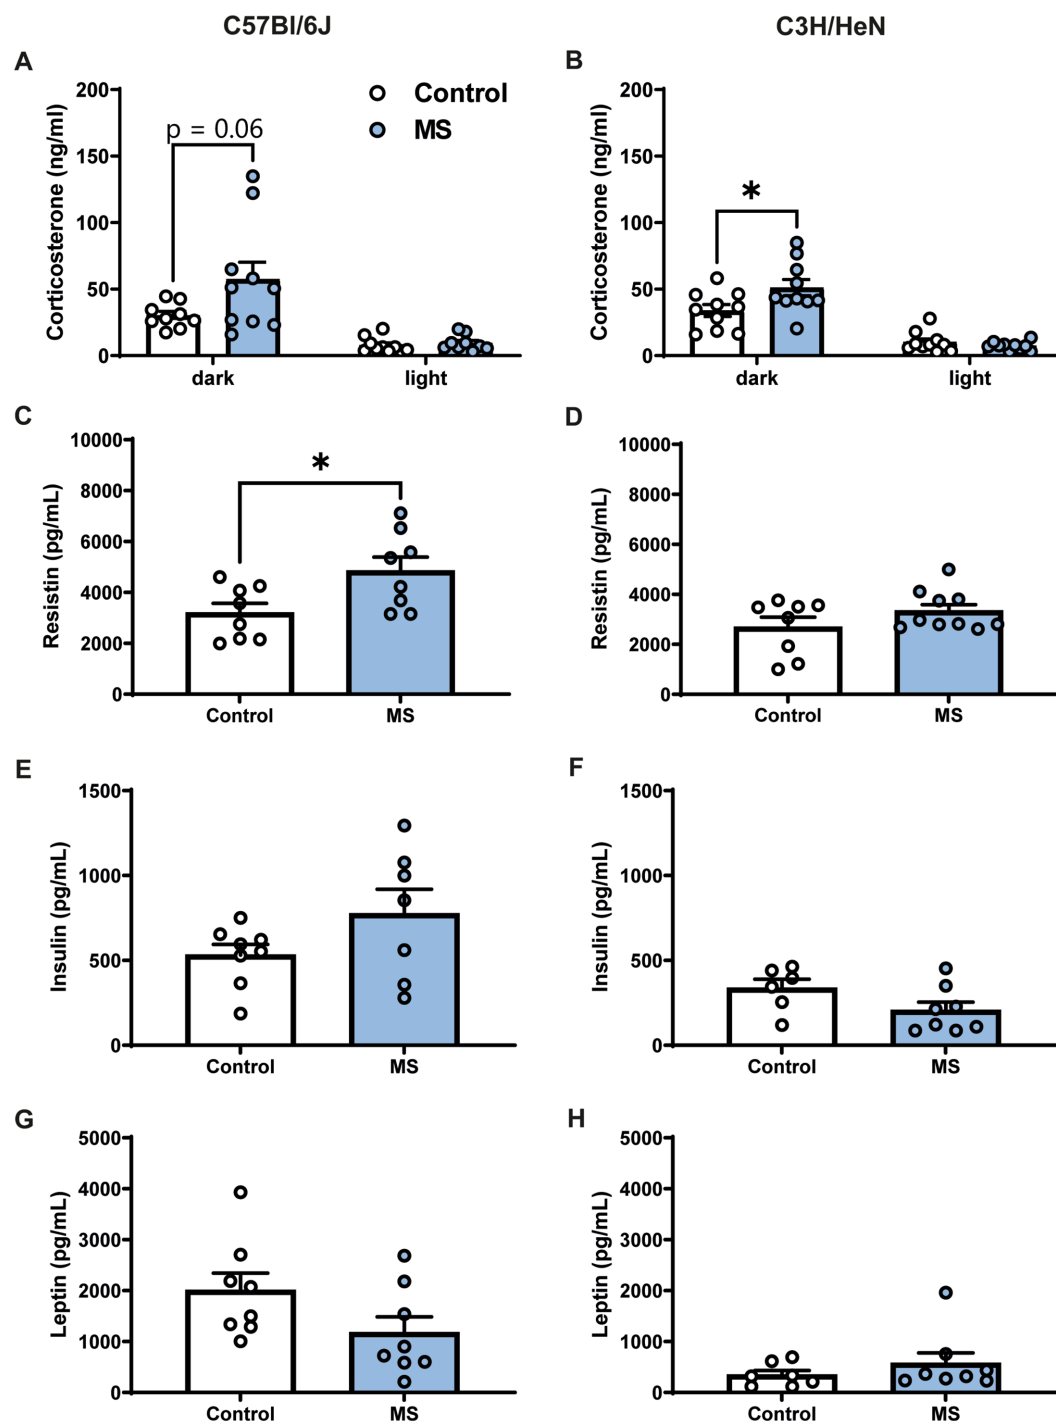 C57Bl/6J
C3H/HeN
A
Corticosterone (ng/ml)
200
150
100
50
0
p = 0.06
Control
MS
dark
light
B
Corticosterone (ng/ml)
200
150
100
50
0
*
dark
light
C
Resistin (pg/mL)
10000
8000
6000
4000
2000
0
*
Control
MS
D
Resistin (pg/mL)
10000
8000
6000
4000
2000
0
Control
MS
E
Insulin (pg/mL)
1500
1000
500
0
Control
MS
F
Insulin (pg/mL)
1500
1000
500
0
Control
MS
G
Leptin (pg/mL)
5000
4000
3000
2000
1000
0
Control
MS
H
Leptin (pg/mL)
5000
4000
3000
2000
1000
0
Control
MS